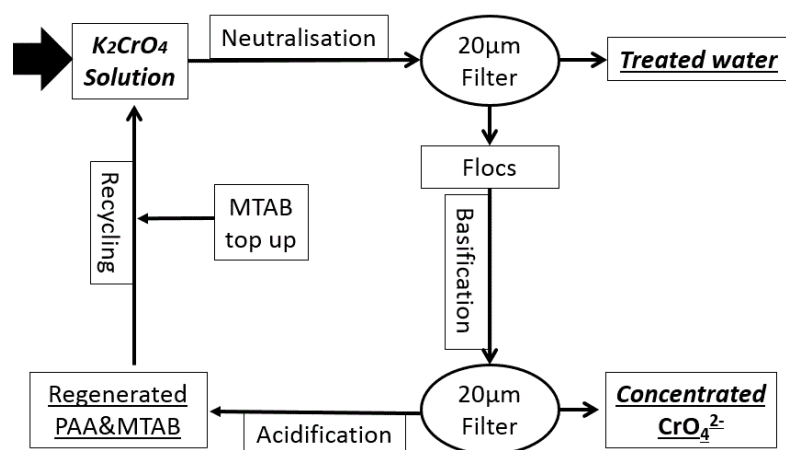 K₂CrO₄
Solution
Neutralisation
20μm
Filter
Treated water
Flocs
Recycling
MTAB
top up
Basification
Regenerated
PAA&MTAB
Acidification
20μm
Filter
Concentrated
CrO₄²⁻